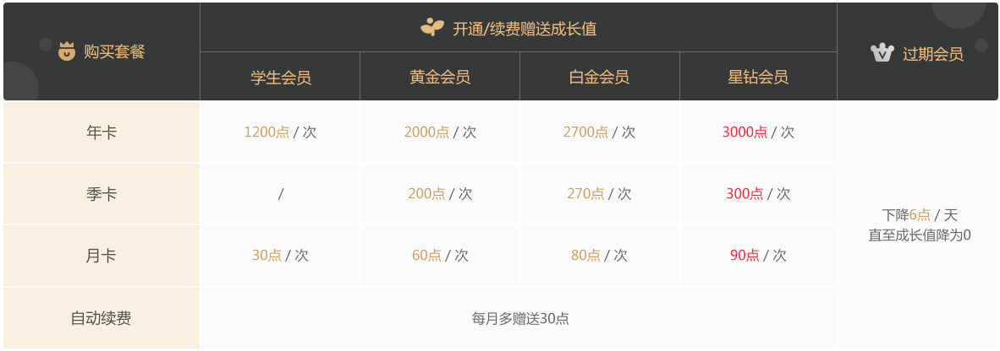 购买套餐
开通/续费赠送成长值
过期会员
学生会员
黄金会员
白金会员
星钻会员
年卡
1200点 / 次
2000点 / 次
2700点 / 次
3000点 / 次
季卡
/
200点 / 次
270点 / 次
300点 / 次
下降6点 / 天
直至成长值降为0
月卡
30点 / 次
60点 / 次
80点 / 次
90点 / 次
自动续费
每月多赠送30点